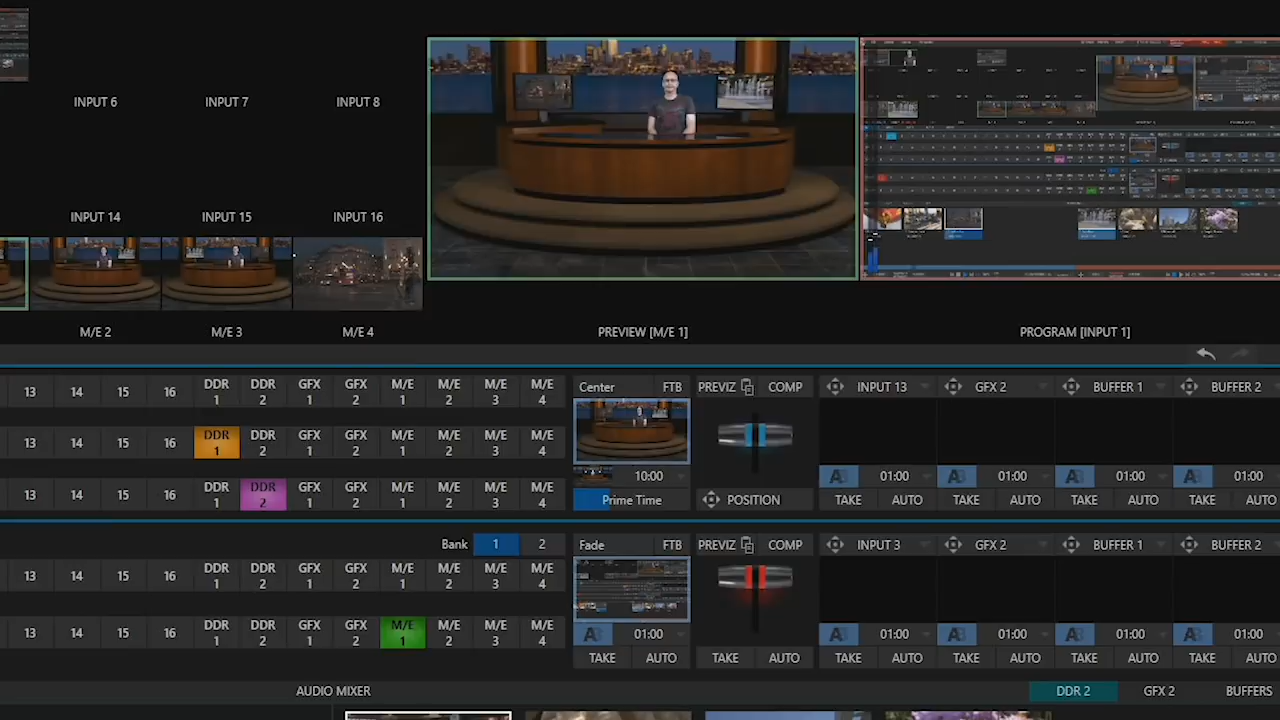 INPUT 6 INPUT 7 INPUT 8
INPUT 14 INPUT 15 INPUT 16
M/E 2 M/E 3 M/E 4 PREVIEW [M/E 1] PROGRAM [INPUT 1]
13 14 15 16 DDR 1 DDR 2 GFX 1 GFX 2 M/E 1 M/E 2 M/E 3 M/E 4
Center FTB PREVIZ COMP INPUT 13 GFX 2 BUFFER 1 BUFFER 2
13 14 15 16 DDR 1 DDR 2 GFX 1 GFX 2 M/E 1 M/E 2 M/E 3 M/E 4
10:00 01:00 01:00 01:00 01:00
13 14 15 16 DDR 1 DDR 2 GFX 1 GFX 2 M/E 1 M/E 2 M/E 3 M/E 4
Prime Time POSITION TAKE AUTO TAKE AUTO TAKE AUTO TAKE AUTO
Bank 1 2 Fade FTB PREVIZ COMP INPUT 3 GFX 2 BUFFER 1 BUFFER 2
13 14 15 16 DDR 1 DDR 2 GFX 1 GFX 2 M/E 1 M/E 2 M/E 3 M/E 4
13 14 15 16 DDR 1 DDR 2 GFX 1 GFX 2 M/E 1 M/E 2 M/E 3 M/E 4
AB 01:00 AB 01:00 AB 01:00 AB 01:00 AB 01:00
TAKE AUTO TAKE AUTO TAKE AUTO TAKE AUTO TAKE AUTO TAKE AUTO
AUDIO MIXER DDR 2 GFX 2 BUFFERS